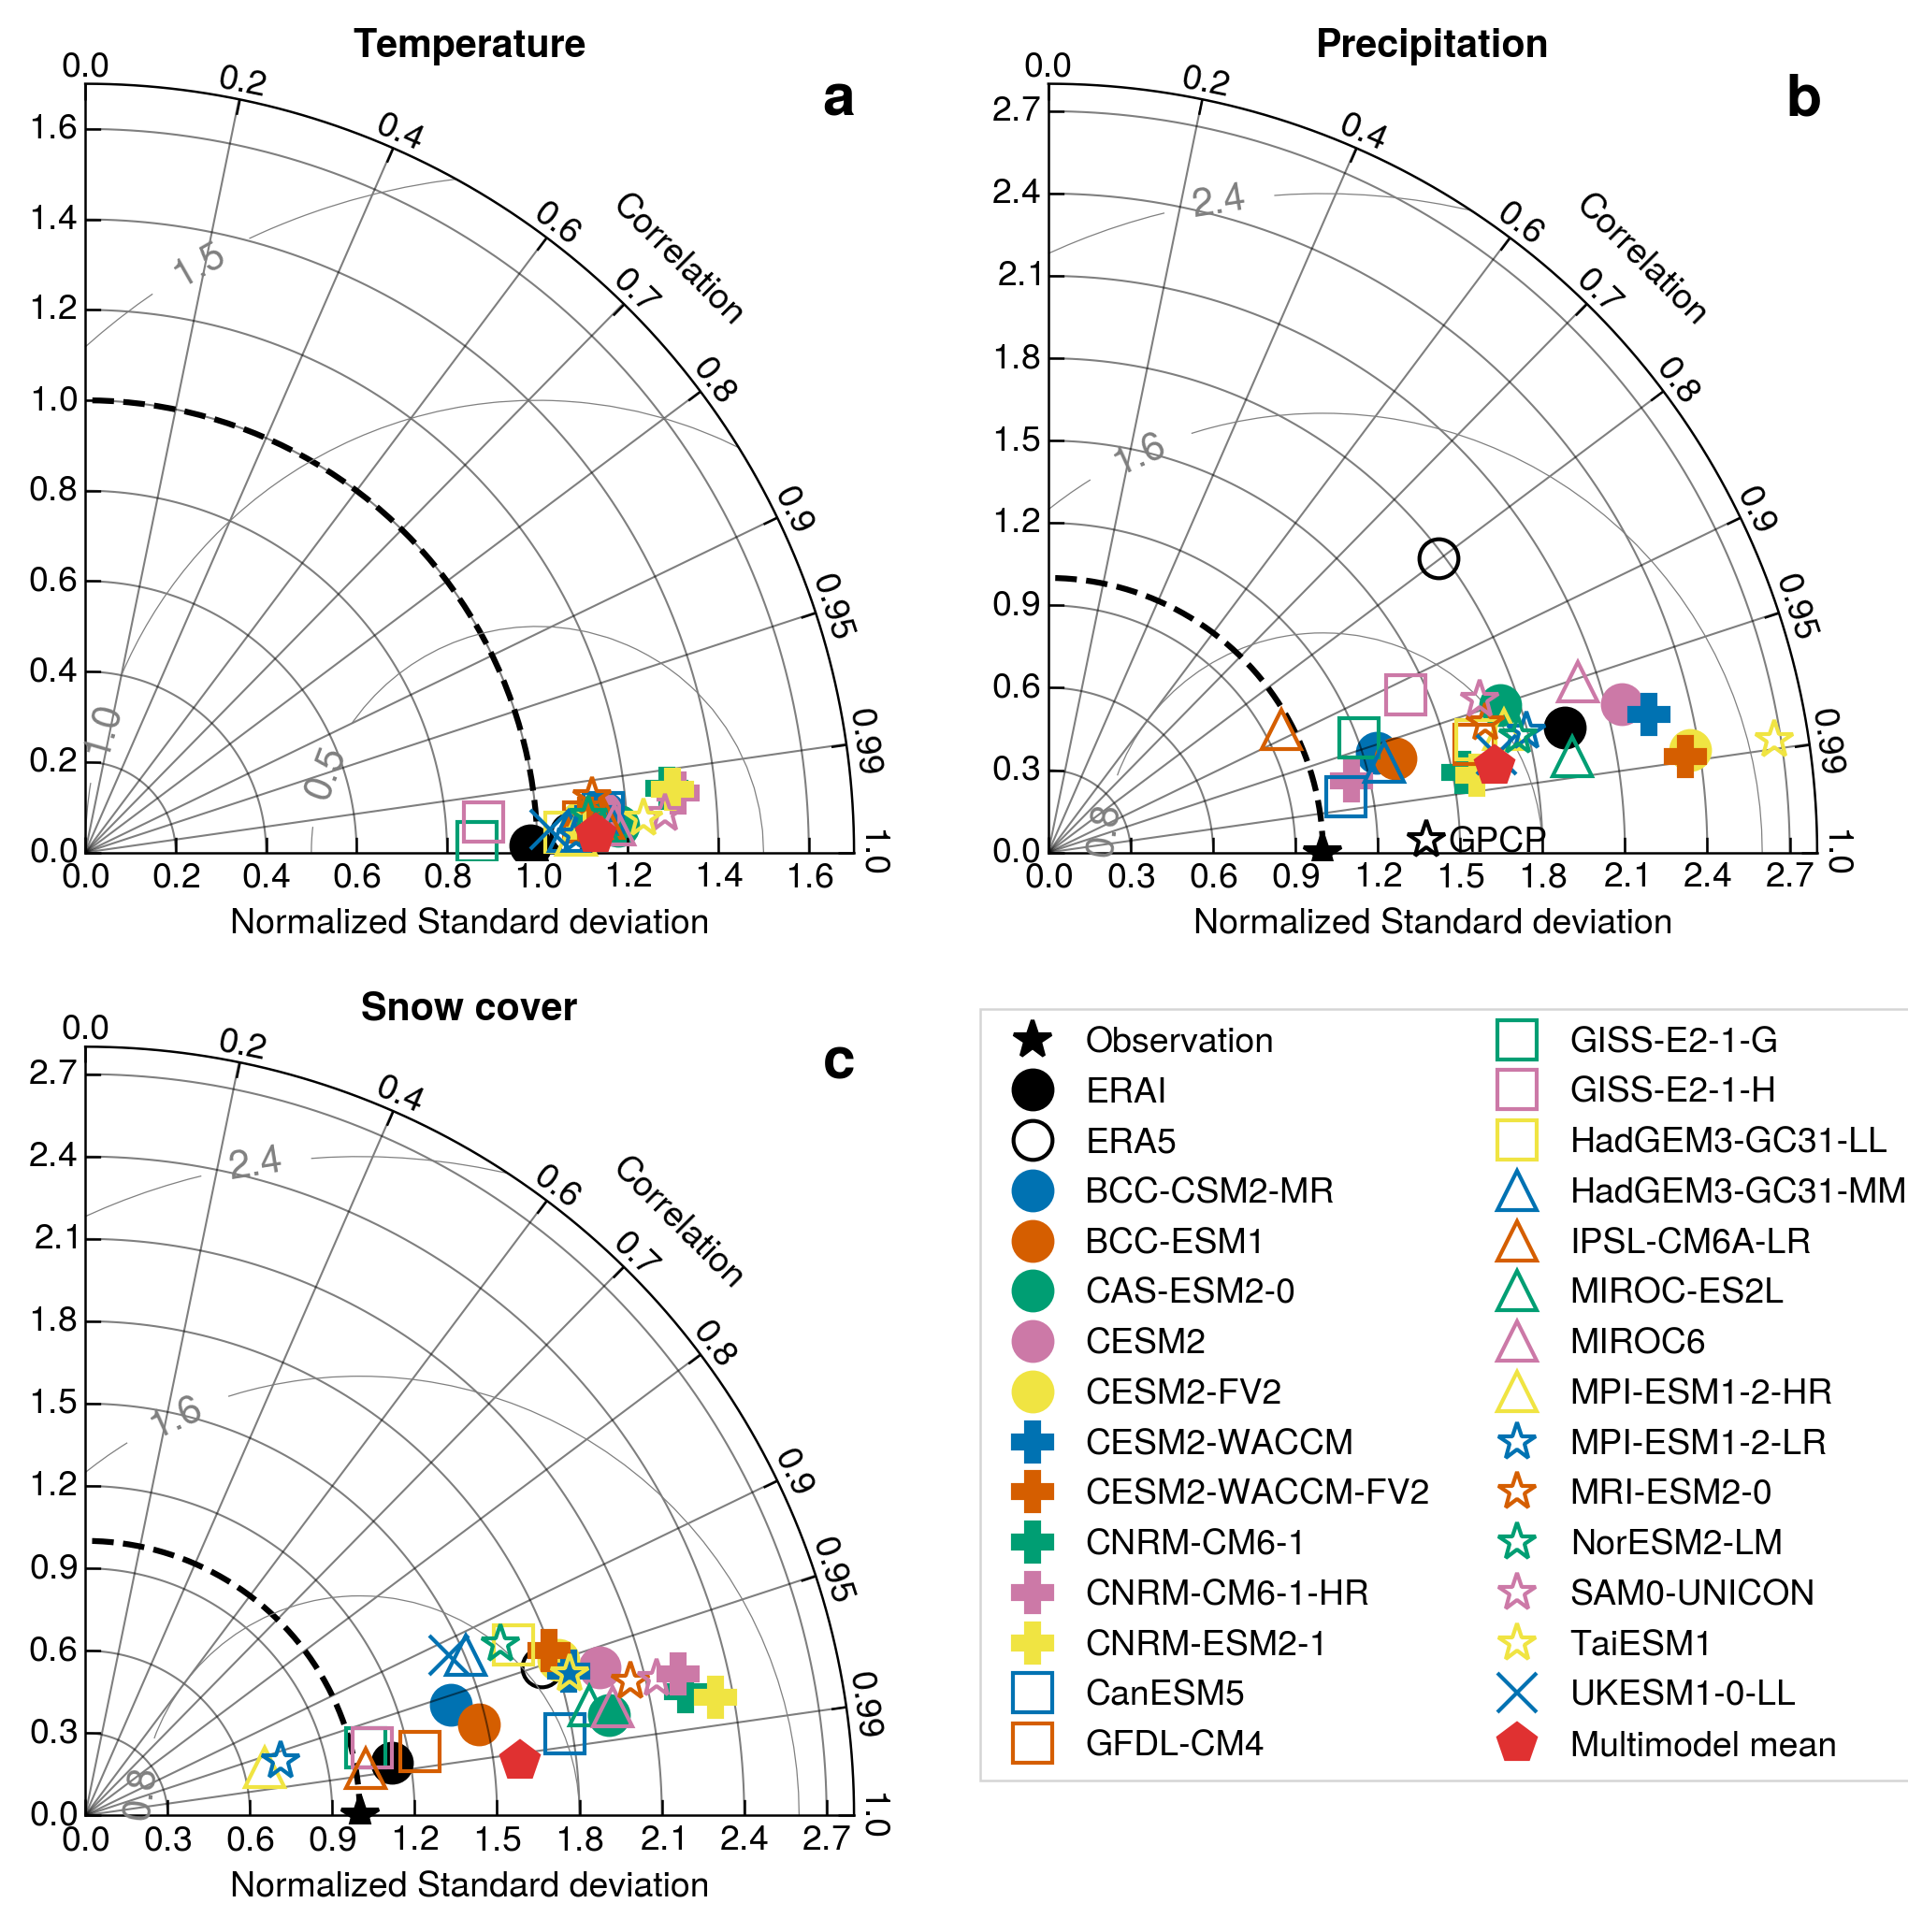 Temperature
a
0.0
0.2
0.4
0.6
0.7
0.8
0.9
0.95
0.99
1.0
Correlation
1.6
1.4
1.2
1.0
0.8
0.6
0.4
0.2
0.0
1.5
1.0
0.5
0.0 0.2 0.4 0.6 0.8 1.0 1.2 1.4 1.6
Normalized Standard deviation
Precipitation
b
0.0
0.2
0.4
0.6
0.7
0.8
0.9
0.95
0.99
1.0
Correlation
2.7
2.4
2.1
1.8
1.5
1.2
0.9
0.6
0.3
0.0
2.4
1.6
0.8
GPCP
0.0 0.3 0.6 0.9 1.2 1.5 1.8 2.1 2.4 2.7
Normalized Standard deviation
Snow cover
c
0.0
0.2
0.4
0.6
0.7
0.8
0.9
0.95
0.99
1.0
Correlation
2.7
2.4
2.1
1.8
1.5
1.2
0.9
0.6
0.3
0.0
2.4
1.6
0.8
0.0 0.3 0.6 0.9 1.2 1.5 1.8 2.1 2.4 2.7
Normalized Standard deviation
Observation
ERAI
ERA5
BCC-CSM2-MR
BCC-ESM1
CAS-ESM2-0
CESM2
CESM2-FV2
CESM2-WACCM
CESM2-WACCM-FV2
CNRM-CM6-1
CNRM-CM6-1-HR
CNRM-ESM2-1
CanESM5
GFDL-CM4
GISS-E2-1-G
GISS-E2-1-H
HadGEM3-GC31-LL
HadGEM3-GC31-MM
IPSL-CM6A-LR
MIROC-ES2L
MIROC6
MPI-ESM1-2-HR
MPI-ESM1-2-LR
MRI-ESM2-0
NorESM2-LM
SAM0-UNICON
TaiESM1
UKESM1-0-LL
Multimodel mean